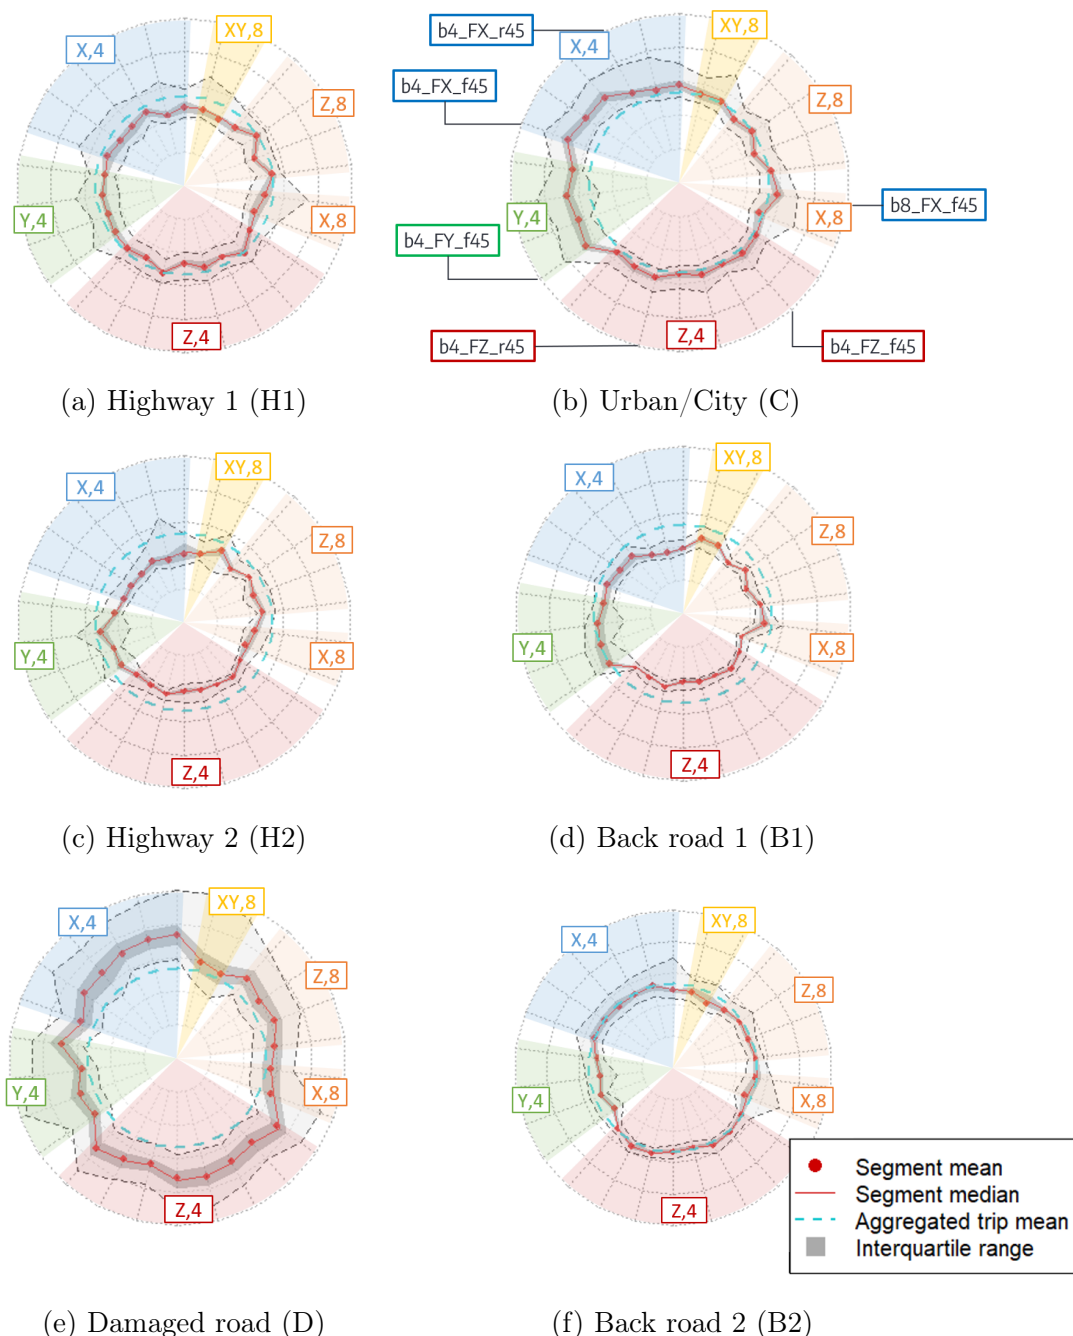 X,4
XY,8
Z,8
Y,4
X,8
Z,4
(a) Highway 1 (H1)
b4_FX_r45
XY,8
X,4
b4_FX_f45
Z,8
b8_FX_f45
Y,4
X,8
b4_FY_f45
Z,4
b4_FZ_r45
b4_FZ_f45
(b) Urban/City (C)
XY,8
X,4
Z,8
Y,4
X,8
Z,4
(c) Highway 2 (H2)
XY,8
X,4
Z,8
Y,4
X,8
Z,4
(d) Back road 1 (B1)
XY,8
X,4
Z,8
Y,4
X,8
Z,4
(e) Damaged road (D)
XY,8
X,4
Z,8
Y,4
X,8
Z,4
Segment mean
Segment median
Aggregated trip mean
Interquartile range
(f) Back road 2 (B2)